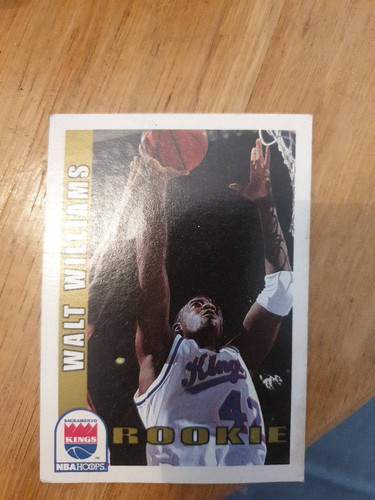 WALT WILLIAMS
Kings
42
SACRAMENTO
KINGS
NBA HOOPS
ROOKIE